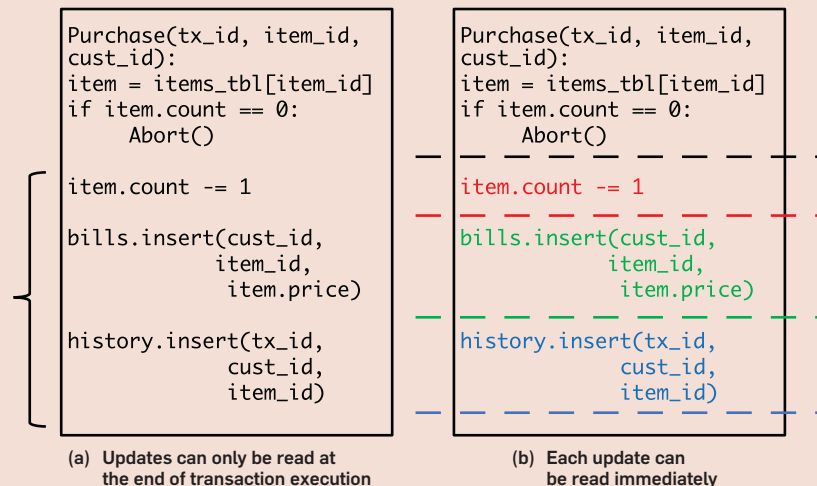 Purchase(tx_id, item_id,
cust_id):
item = items_tbl[item_id]
if item.count == 0:
Abort()
item.count -= 1
bills.insert(cust_id,
item_id,
item.price)
history.insert(tx_id,
cust_id,
item_id)
(a) Updates can only be read at
the end of transaction execution
Purchase(tx_id, item_id,
cust_id):
item = items_tbl[item_id]
if item.count == 0:
Abort()
item.count -= 1
bills.insert(cust_id,
item_id,
item.price)
history.insert(tx_id,
cust_id,
item_id)
(b) Each update can
be read immediately